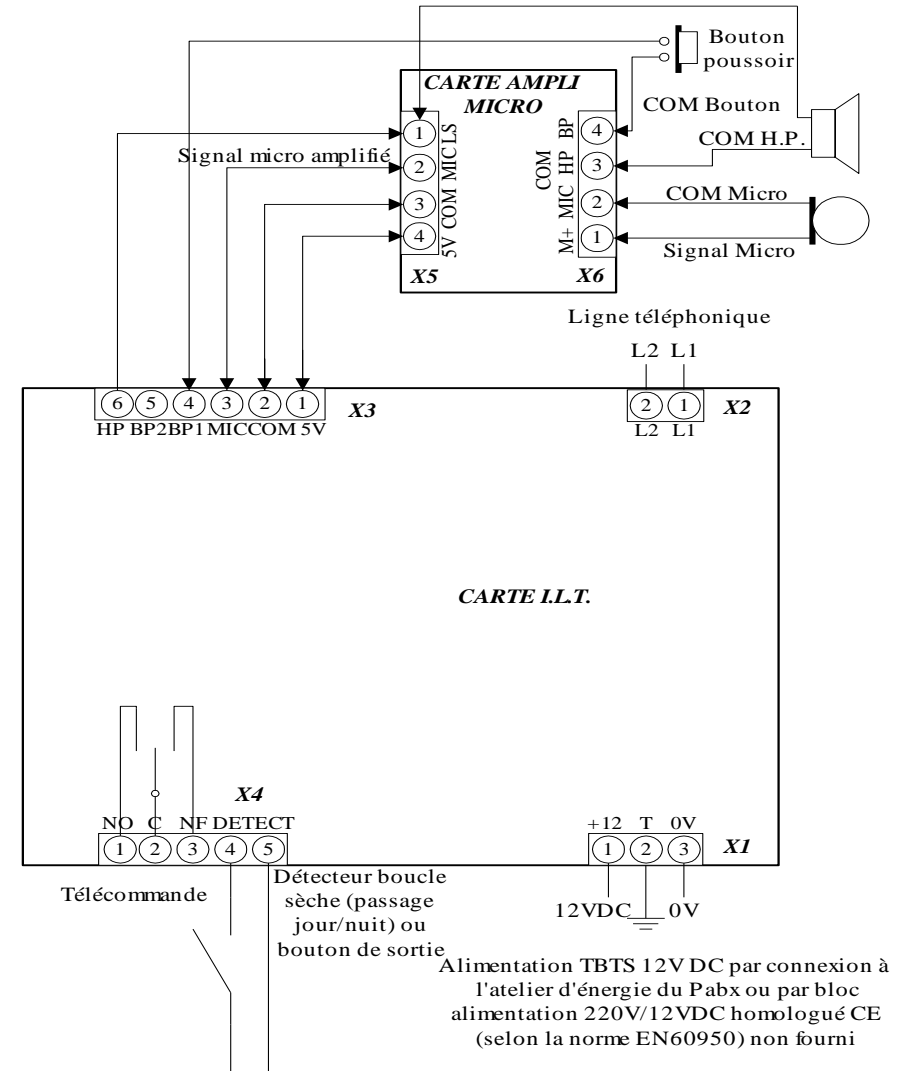 Bouton
poussoir
CARTE AMPLI
MICRO
COM Bouton
COM H.P.
COM Micro
Signal Micro
Signal micro amplifié
1 LS
2 MIC
3 COM
4 5V
X5
COM
4 BP
3 HP
2 MIC
1 M+
X6
Ligne téléphonique
L2 L1
6 5 4 3 2 1
X3
HP BP2 BP1 MIC COM 5V
2 1
X2
L2 L1
CARTE I.L.T.
X4
NO C NF DETECT
1 2 3 4 5
+12 T 0V
1 2 3
X1
Télécommande
Détecteur boucle
sèche (passage
jour/nuit) ou
bouton de sortie
12VDC 0V
Alimentation TBTS 12V DC par connexion à
l'atelier d'énergie du Pabx ou par bloc
alimentation 220V/12VDC homologué CE
(selon la norme EN60950) non fourni